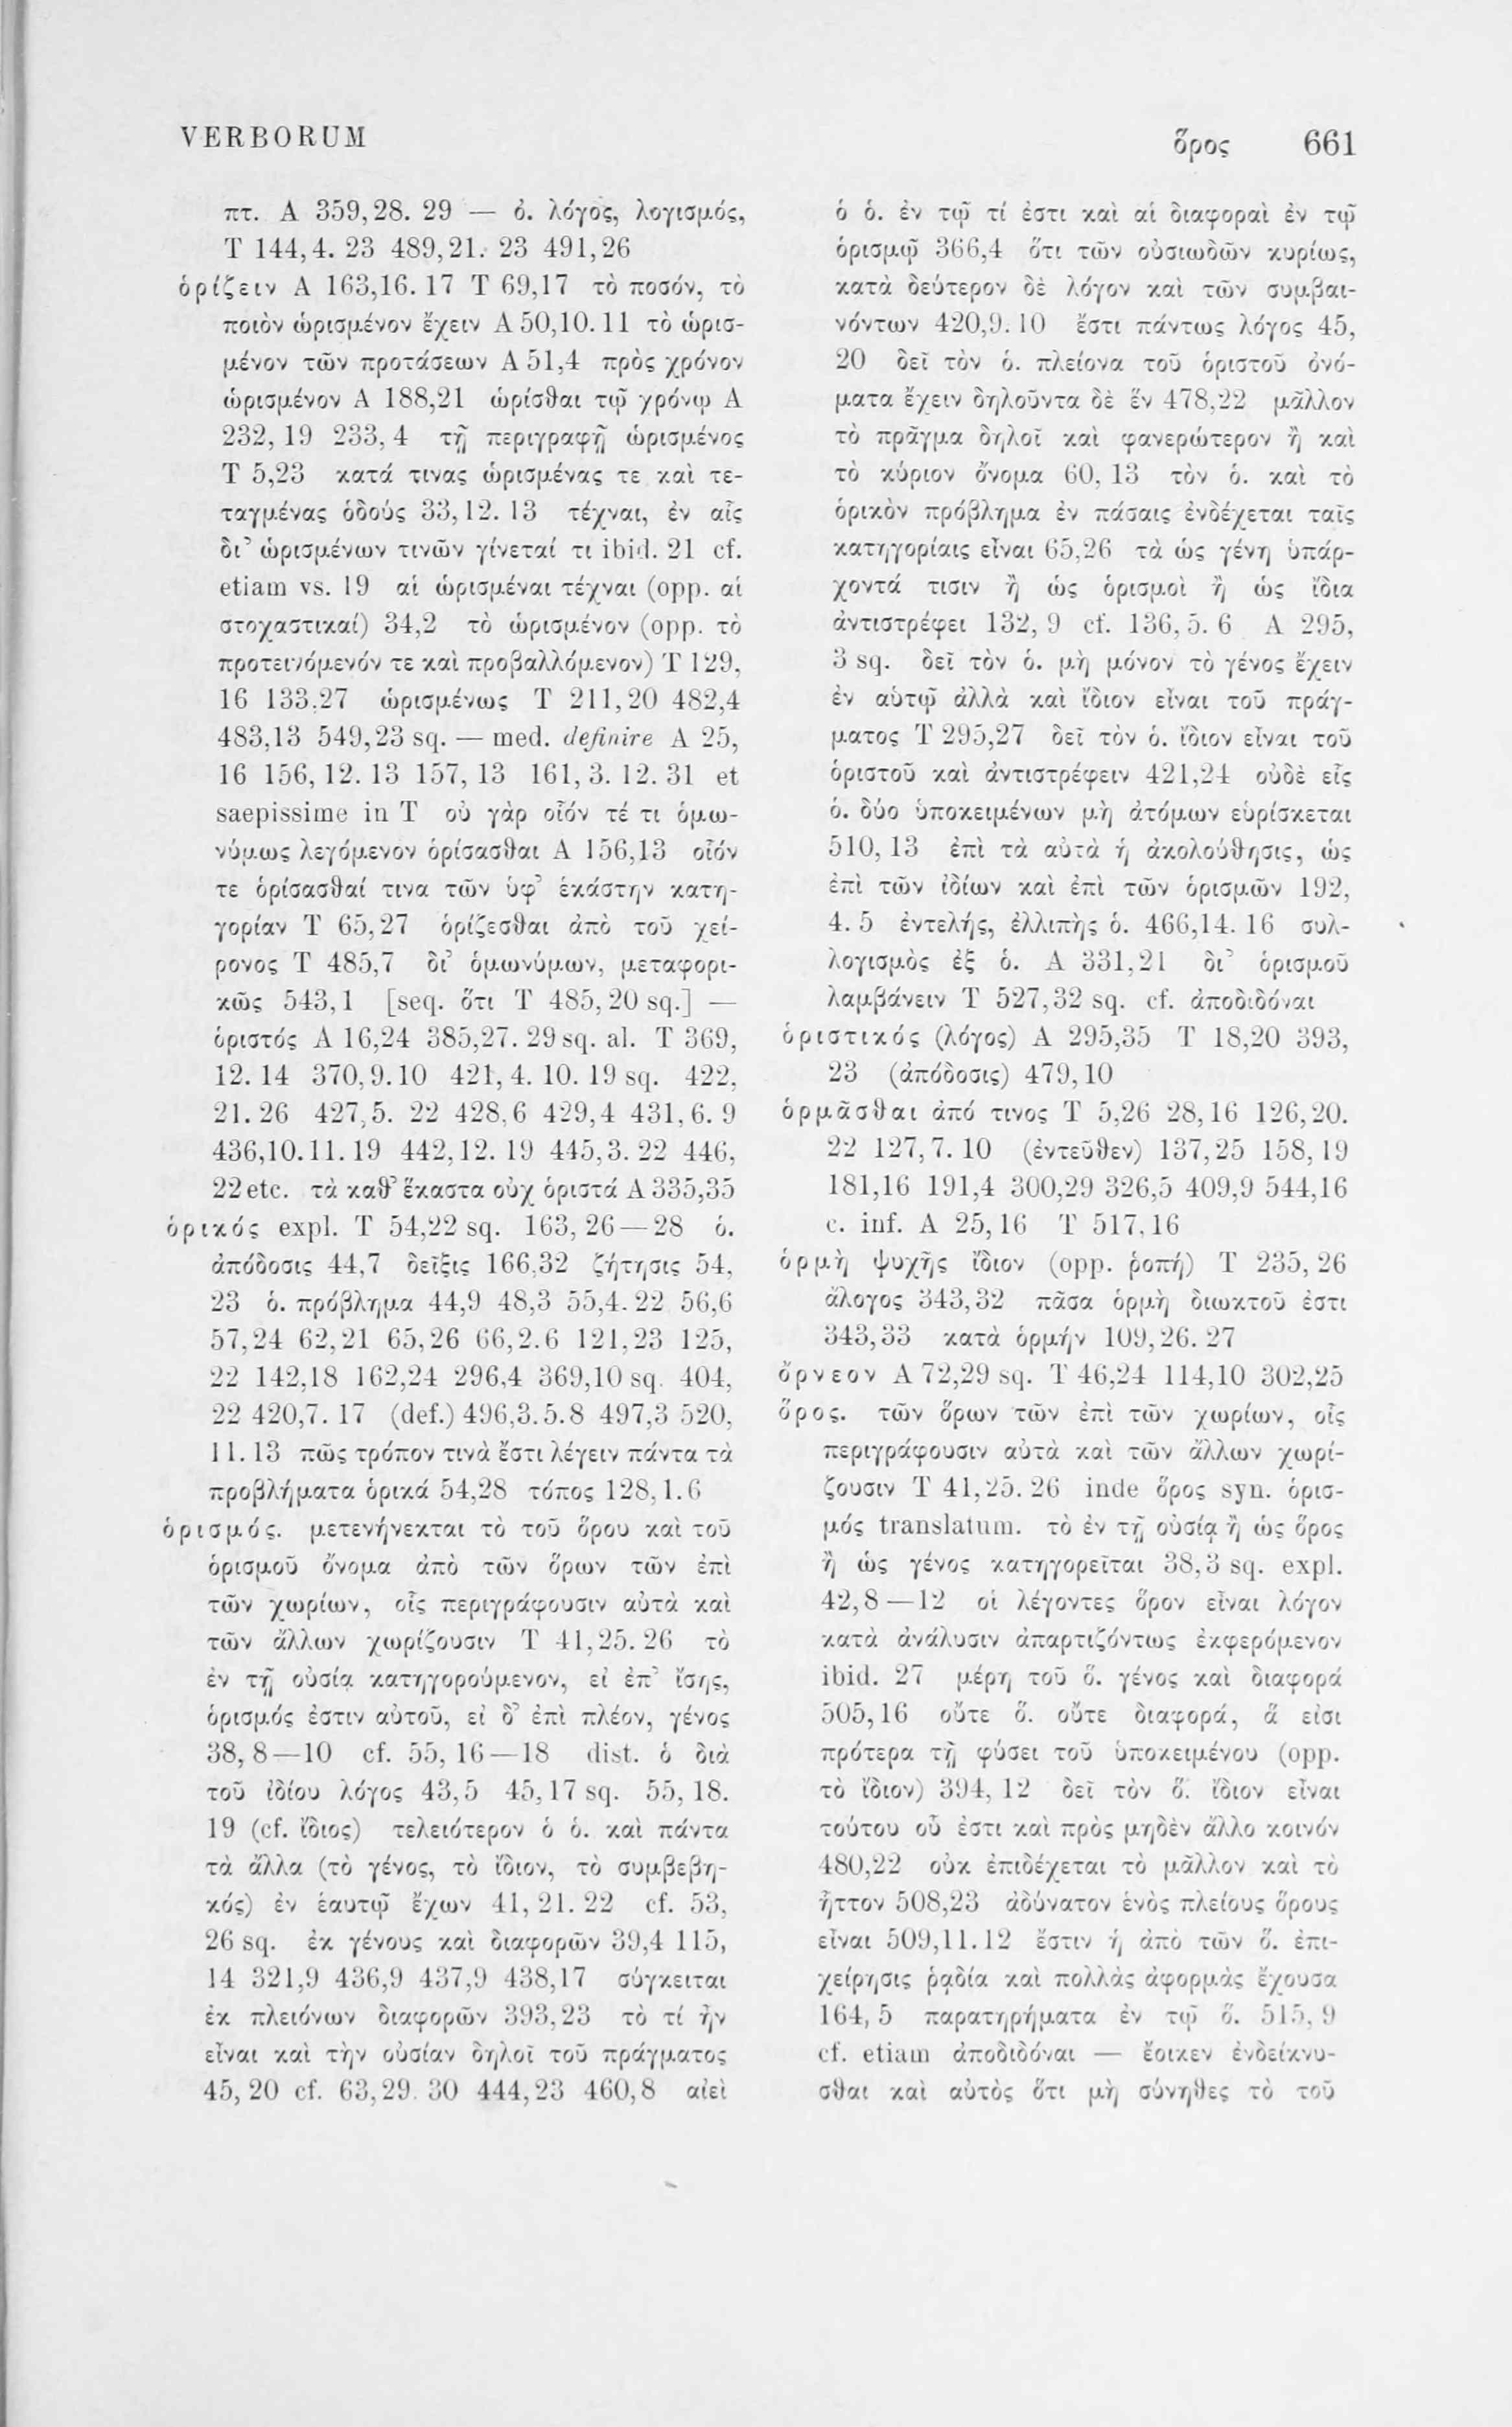 VERBORUM
ὅρος 661
πτ. A 359,28. 29 — ὀ. λόγος, λογισμός,
T 144,4. 23 489,21. 23 491,26
ὁρίζειν A 163,16. 17 T 69,17 τὸ ποσόν, τὸ
ποιὸν ὡρισμένον ἔχειν A 50,10. 11 τὸ ὡρισ-
μένον τῶν προτάσεων A 51,4 πρὸς χρόνον
ὡρισμένον A 188,21 ὡρίσθαι τῷ χρόνῳ A
232, 19 233, 4 τῇ περιγραφῇ ὡρισμένος
T 5,23 κατά τινας ὡρισμένας τε καὶ τε-
ταγμένας ὁδούς 33,12. 13 τέχναι, ἐν αἷς
δι’ ὡρισμένων τινῶν γίνεταί τι ibid. 21 cf.
etiam vs. 19 αἱ ὡρισμέναι τέχναι (opp. αἱ
στοχαστικαί) 34,2 τὸ ὡρισμένον (opp. τὸ
προτεινόμενόν τε καὶ προβαλλόμενον) T 129,
16 133,27 ὡρισμένως T 211,20 482,4
483,13 549,23 sq. — med. definire A 25,
16 156, 12. 13 157, 13 161, 3. 12. 31 et
saepissime in T οὐ γὰρ οἷόν τέ τι ὁμω-
νύμως λεγόμενον ὁρίσασθαι A 156,13 οἷόν
τε ὁρίσασθαί τινα τῶν ὑφ’ ἑκάστην κατη-
γορίαν T 65,27 ὁρίζεσθαι ἀπὸ τοῦ χεί-
ρονος T 485,7 δι’ ὁμωνύμων, μεταφορι-
κῶς 543,1 [seq. ὅτι T 485,20 sq.] —
ὁριστός A 16,24 385,27. 29 sq. al. T 369,
12. 14 370,9. 10 421, 4. 10. 19 sq. 422,
21. 26 427,5. 22 428,6 429,4 431,6. 9
436,10. 11. 19 442,12. 19 445,3. 22 446,
22 etc. τὰ καθ’ ἕκαστα οὐχ ὁριστά A 335,35
ὁρικός expl. T 54,22 sq. 163, 26—28 ὁ.
ἀπόδοσις 44,7 δεῖξις 166,32 ζήτησις 54,
23 ὁ. πρόβλημα 44,9 48,3 55,4. 22 56,6
57,24 62,21 65,26 66,2. 6 121,23 125,
22 142,18 162,24 296,4 369,10 sq. 404,
22 420,7. 17 (def.) 496,3. 5. 8 497,3 520,
11. 13 πῶς τρόπον τινὰ ἔστι λέγειν πάντα τὰ
προβλήματα ὁρικά 54,28 τόπος 128, 1. 6
ὁρισμός. μετενήνεκται τὸ τοῦ ὅρου καὶ τοῦ
ὁρισμοῦ ὄνομα ἀπὸ τῶν ὅρων τῶν ἐπὶ
τῶν χωρίων, οἷς περιγράφουσιν αὐτὰ καὶ
τῶν ἄλλων χωρίζουσιν T 41,25. 26 τὸ
ἐν τῇ οὐσίᾳ κατηγορούμενον, εἰ ἐπ’ ἴσης,
ὁρισμός ἐστιν αὐτοῦ, εἰ δ’ ἐπὶ πλέον, γένος
38, 8—10 cf. 55, 16—18 dist. ὁ διὰ
τοῦ ἰδίου λόγος 43,5 45,17 sq. 55, 18.
19 (cf. ἴδιος) τελειότερον ὁ ὁ. καὶ πάντα
τὰ ἄλλα (τὸ γένος, τὸ ἴδιον, τὸ συμβεβη-
κός) ἐν ἑαυτῷ ἔχων 41, 21. 22 cf. 53,
26 sq. ἐκ γένους καὶ διαφορῶν 39,4 115,
14 321,9 436,9 437,9 438,17 σύγκειται
ἐκ πλειόνων διαφορῶν 393,23 τὸ τί ἦν
εἶναι καὶ τὴν οὐσίαν δηλοῖ τοῦ πράγματος
45, 20 cf. 63,29. 30 444,23 460,8 αἰεὶ
ὁ ὁ. ἐν τῷ τί ἐστι καὶ αἱ διαφοραὶ ἐν τῷ
ὁρισμῷ 366,4 ὅτι τῶν οὐσιωδῶν κυρίως,
κατὰ δεύτερον δὲ λόγον καὶ τῶν συμβαι-
νόντων 420,9. 10 ἔστι πάντως λόγος 45,
20 δεῖ τὸν ὁ. πλείονα τοῦ ὁριστοῦ ὀνό-
ματα ἔχειν δηλοῦντα δὲ ἕν 478,22 μᾶλλον
τὸ πρᾶγμα δηλοῖ καὶ φανερώτερον ἢ καὶ
τὸ κύριον ὄνομα 60, 13 τὸν ὁ. καὶ τὸ
ὁρικὸν πρόβλημα ἐν πάσαις ἐνδέχεται ταῖς
κατηγορίαις εἶναι 65,26 τὰ ὡς γένη ὑπάρ-
χοντά τισιν ἢ ὡς ὁρισμοὶ ἢ ὡς ἴδια
ἀντιστρέφει 132, 9 cf. 136, 5. 6 A 295,
3 sq. δεῖ τὸν ὁ. μὴ μόνον τὸ γένος ἔχειν
ἐν αὑτῷ ἀλλὰ καὶ ἴδιον εἶναι τοῦ πράγ-
ματος T 295,27 δεῖ τὸν ὁ. ἴδιον εἶναι τοῦ
ὁριστοῦ καὶ ἀντιστρέφειν 421,24 οὐδὲ εἷς
ὁ. δύο ὑποκειμένων μὴ ἀτόμων εὑρίσκεται
510, 13 ἐπὶ τὰ αὐτὰ ἡ ἀκολούθησις, ὡς
ἐπὶ τῶν ἰδίων καὶ ἐπὶ τῶν ὁρισμῶν 192,
4. 5 ἐντελής, ἐλλιπὴς ὁ. 466,14. 16 συλ-
λογισμὸς ἐξ ὁ. A 331,21 δι’ ὁρισμοῦ
λαμβάνειν T 527,32 sq. cf. ἀποδιδόναι
ὁριστικός (λόγος) A 295,35 T 18,20 393,
23 (ἀπόδοσις) 479,10
ὁρμᾶσθαι ἀπό τινος T 5,26 28,16 126,20.
22 127,7. 10 (ἐντεῦθεν) 137,25 158,19
181,16 191,4 300,29 326,5 409,9 544,16
c. inf. A 25,16 T 517,16
ὁρμὴ ψυχῆς ἴδιον (opp. ῥοπή) T 235, 26
ἄλογος 343,32 πᾶσα ὁρμὴ διωκτοῦ ἐστι
343,33 κατὰ ὁρμήν 109,26. 27
ὄρνεον A 72,29 sq. T 46,24 114,10 302,25
ὅρος. τῶν ὅρων τῶν ἐπὶ τῶν χωρίων, οἷς
περιγράφουσιν αὐτὰ καὶ τῶν ἄλλων χωρί-
ζουσιν T 41,25. 26 inde ὅρος syn. ὁρισ-
μός translatum. τὸ ἐν τῇ οὐσίᾳ ἢ ὡς ὅρος
ἢ ὡς γένος κατηγορεῖται 38,3 sq. expl.
42, 8—12 οἱ λέγοντες ὅρον εἶναι λόγον
κατὰ ἀνάλυσιν ἀπαρτιζόντως ἐκφερόμενον
ibid. 27 μέρη τοῦ ὅ. γένος καὶ διαφορά
505,16 οὔτε ὅ. οὔτε διαφορά, ἅ εἰσι
πρότερα τῇ φύσει τοῦ ὑποκειμένου (opp.
τὸ ἴδιον) 394, 12 δεῖ τὸν ὅ. ἴδιον εἶναι
τούτου οὗ ἐστι καὶ πρὸς μηδὲν ἄλλο κοινόν
480,22 οὐκ ἐπιδέχεται τὸ μᾶλλον καὶ τὸ
ἧττον 508,23 ἀδύνατον ἑνὸς πλείους ὅρους
εἶναι 509,11. 12 ἔστιν ἡ ἀπὸ τῶν ὅ. ἐπι-
χείρησις ῥᾳδία καὶ πολλὰς ἀφορμὰς ἔχουσα
164, 5 παρατηρήματα ἐν τῷ ὅ. 515, 9
cf. etiam ἀποδιδόναι — ἔοικεν ἐνδείκνυ-
σθαι καὶ αὐτὸς ὅτι μὴ σύνηθες τὸ τοῦ